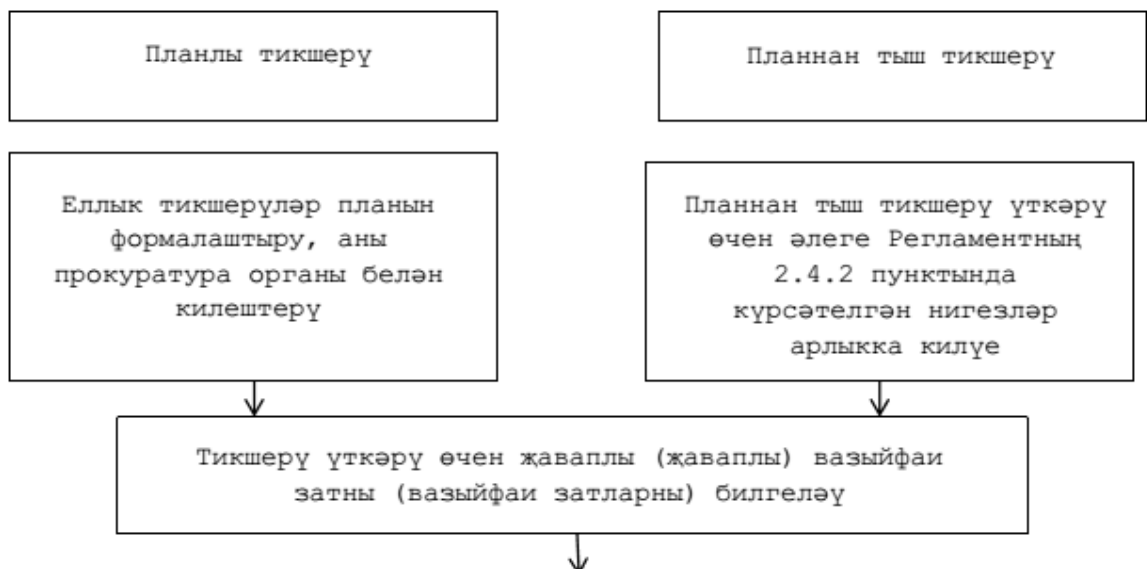 Планлы тикшерү
Планнан тыш тикшерү
Еллык тикшерүләр планын
формалаштыру, аны
прокуратура органы белән
килештерү
Планнан тыш тикшерү үткәрү
өчен әлеге Регламентның
2.4.2 пунктында
күрсәтелгән нигезләр
арлыкка килүе
Тикшерү үткәрү өчен җаваплы (җаваплы) вазыйфаи
затны (вазыйфаи затларны) билгеләү